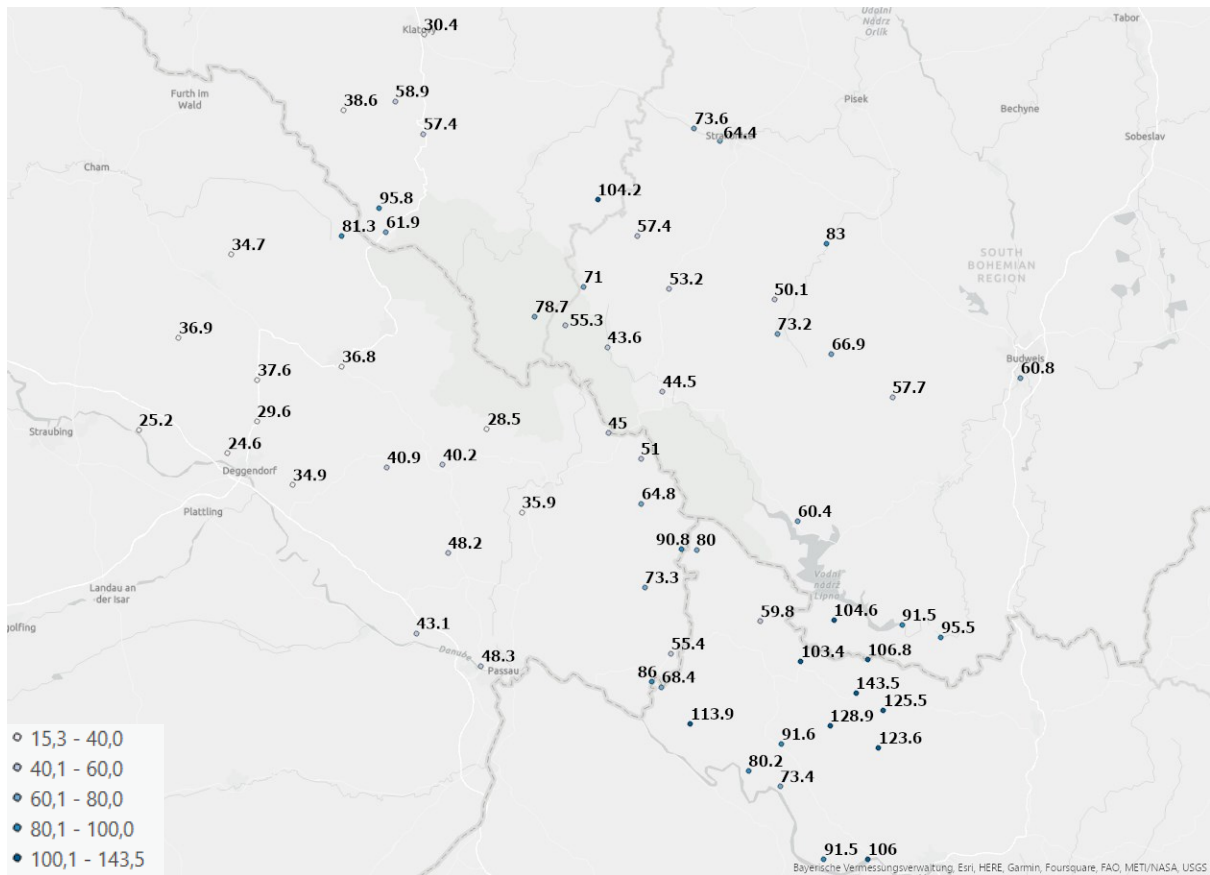 Údolní
Nádrz
Orlík
Tabor
30.4
Klatovy
Furth im
Wald
38.6
58.9
57.4
Pisek
Bechyne
73.6
64.4
Sobeslav
Cham
104.2
95.8
61.9
81.3
57.4
83
34.7
SOUTH
BOHEMIAN
REGION
71
53.2
50.1
78.7
55.3
73.2
36.9
43.6
66.9
36.8
Budweis
60.8
37.6
44.5
57.7
25.2
29.6
28.5
45
Straubing
24.6
51
Deggendorf
40.9
40.2
34.9
64.8
35.9
60.4
Plattling
48.2
90.8
80
73.3
Vodní
nádrž
Lipno
Landau an
der Isar
59.8
104.6
91.5
golfing
43.1
95.5
Danube
48.3
Passau
55.4
103.4
106.8
86
68.4
143.5
125.5
113.9
128.9
91.6
123.6
80.2
73.4
15,3 - 40,0
40,1 - 60,0
60,1 - 80,0
80,1 - 100,0
100,1 - 143,5
91.5
106
Bayerische Vermessungsverwaltung, Esri, HERE, Garmin, Foursquare, FAO, METI/NASA, USGS